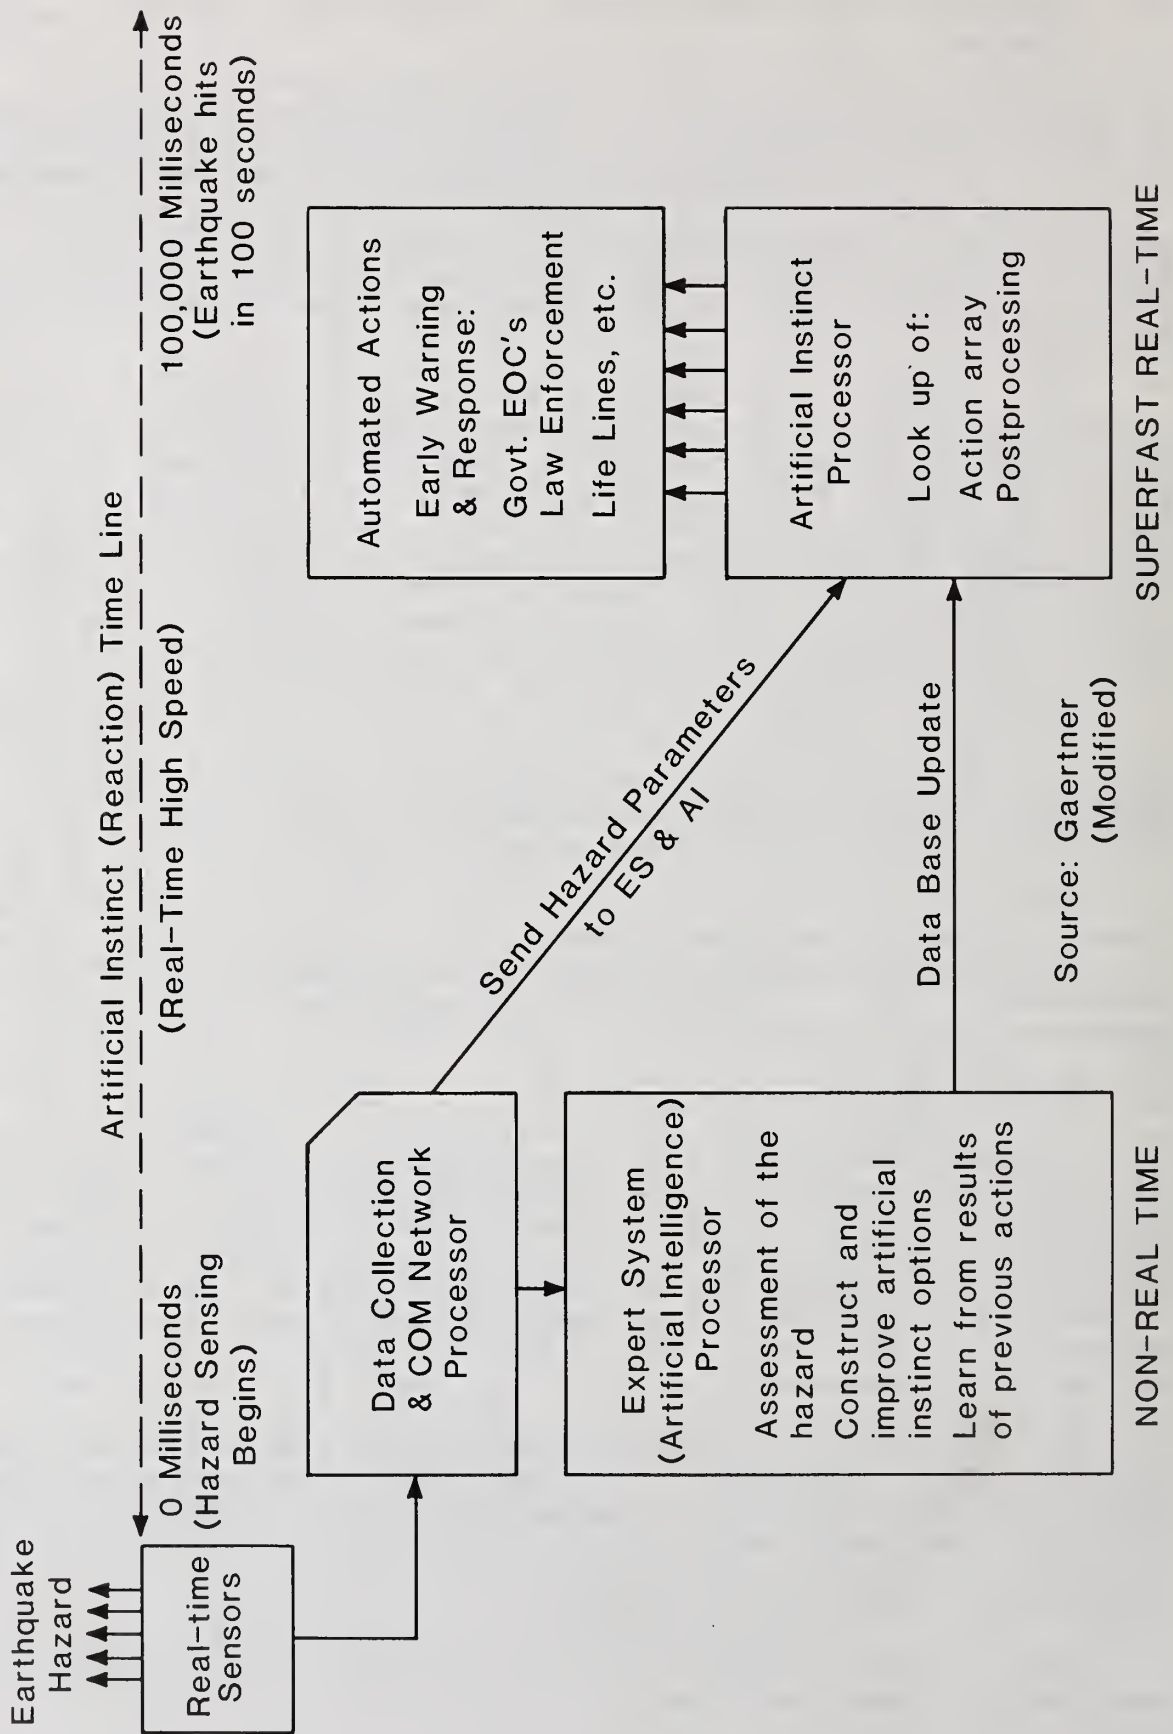 Artificial Instinct (Reaction) Time Line
(Real-Time High Speed)
Earthquake
Hazard
0 Milliseconds
(Hazard Sensing
Begins)
100,000 Milliseconds
(Earthquake hits
in 100 seconds)
Real-time
Sensors
Data Collection
& COM Network
Processor
Send Hazard Parameters
to ES & AI
Automated Actions
Early Warning
& Response:
Govt. EOC's
Law Enforcement
Life Lines, etc.
Expert System
(Artificial Intelligence)
Processor
Assessment of the
hazard
Construct and
improve artificial
instinct options
Learn from results
of previous actions
Data Base Update
Artificial Instinct
Processor
Look up of:
Action array
Postprocessing
Source: Gaertner
(Modified)
NON-REAL TIME
SUPERFAST REAL-TIME